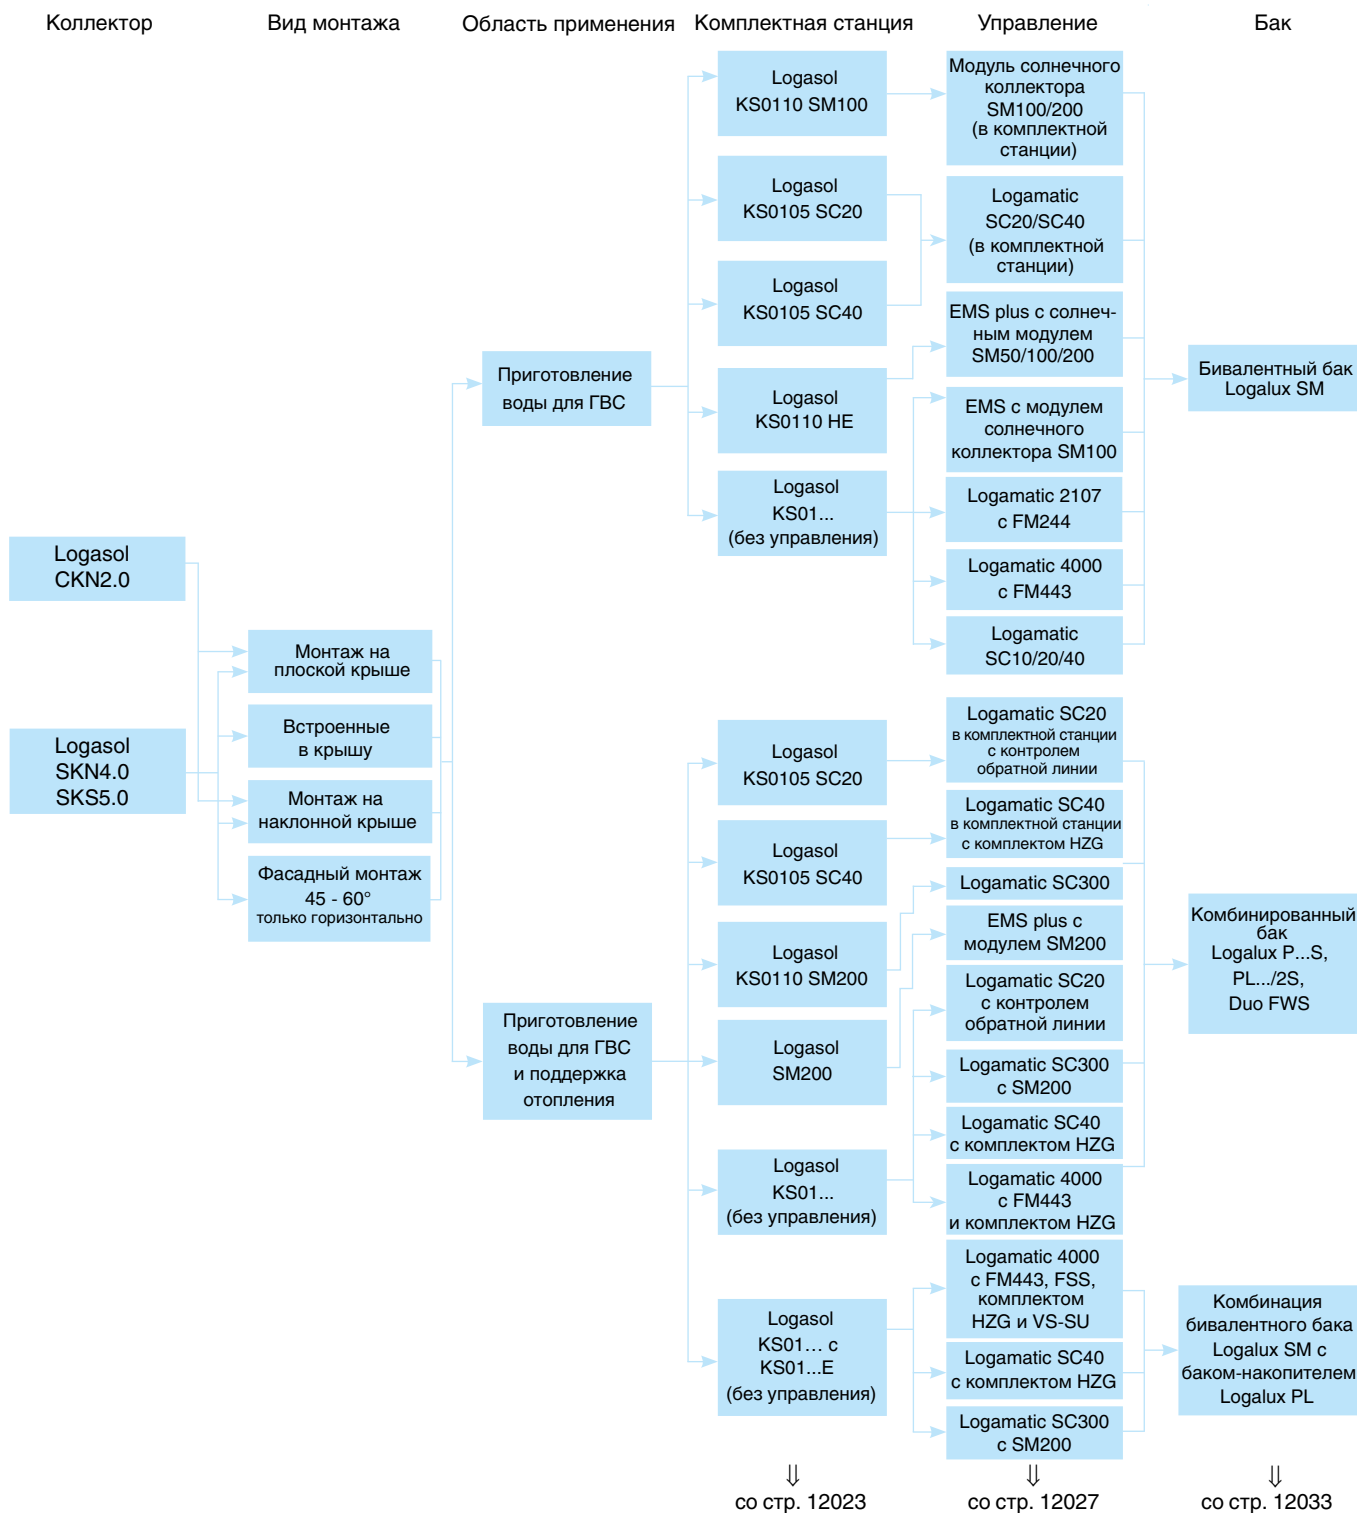 Коллектор
Вид монтажа
Область применения
Комплектная станция
Управление
Бак
Logasol
CKN2.0
Logasol
SKN4.0
SKS5.0
Монтаж на
плоской крыше
Встроенные
в крышу
Монтаж на
наклонной крыше
Фасадный монтаж
45 - 60°
только горизонтально
Приготовление
воды для ГВС
Приготовление
воды для ГВС
и поддержка
отопления
Logasol
KS0110 SM100
Logasol
KS0105 SC20
Logasol
KS0105 SC40
Logasol
KS0110 HE
Logasol
KS01...
(без управления)
Logasol
KS0105 SC20
Logasol
KS0105 SC40
Logasol
KS0110 SM200
Logasol
SM200
Logasol
KS01...
(без управления)
Logasol
KS01... с
KS01...E
(без управления)
Модуль солнечного
коллектора
SM100/200
(в комплектной
станции)
Logamatic
SC20/SC40
(в комплектной
станции)
EMS plus с солнеч-
ным модулем
SM50/100/200
EMS с модулем
солнечного
коллектора SM100
Logamatic 2107
с FM244
Logamatic 4000
с FM443
Logamatic
SC10/20/40
Logamatic SC20
в комплектной станции
с контролем
обратной линии
Logamatic SC40
в комплектной станции
с комплектом HZG
Logamatic SC300
EMS plus с
модулем SM200
Logamatic SC20
с контролем
обратной линии
Logamatic SC300
с SM200
Logamatic SC40
с комплектом HZG
Logamatic 4000
с FM443
и комплектом HZG
Logamatic 4000
с FM443, FSS,
комплектом
HZG и VS-SU
Logamatic SC40
с комплектом HZG
Logamatic SC300
с SM200
Бивалентный бак
Logalux SM
Комбинированный
бак
Logalux P...S,
PL.../2S,
Duo FWS
Комбинация
бивалентного бака
Logalux SM с
баком-накопителем
Logalux PL
⇓
со стр. 12023
⇓
со стр. 12027
⇓
со стр. 12033